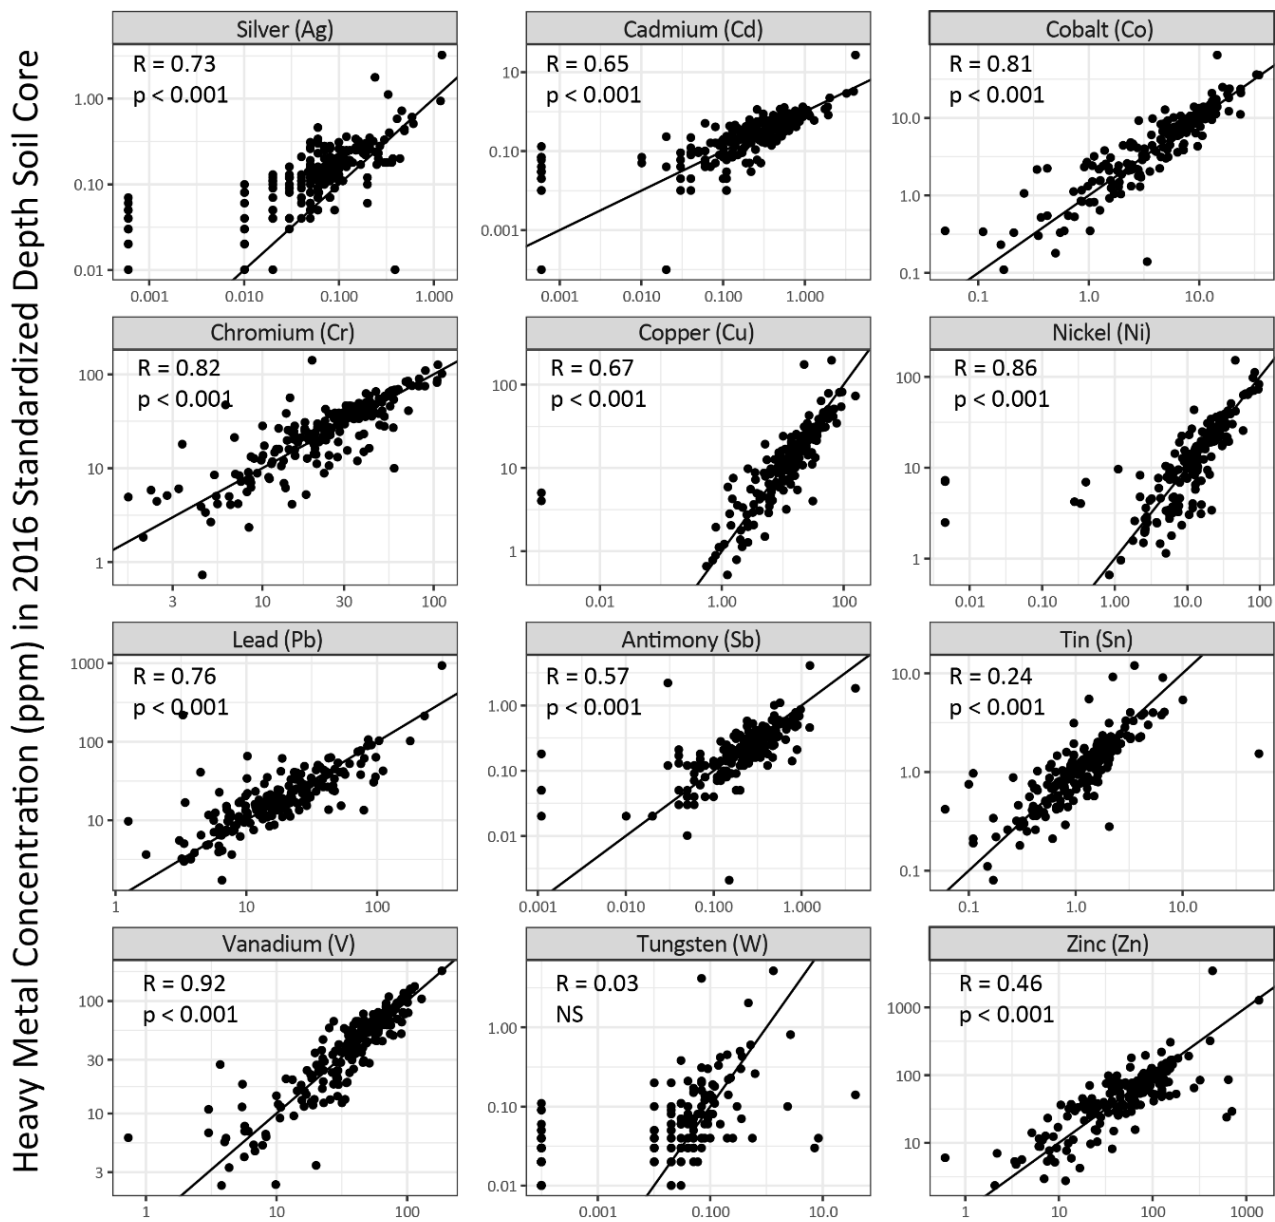 Heavy Metal Concentration (ppm) in 2016 Standardized Depth Soil Core
Silver (Ag)
R = 0.73
p < 0.001
1.00
0.10
0.01
0.001 0.010 0.100 1.000
Cadmium (Cd)
R = 0.65
p < 0.001
10
0.10
0.001
0.001 0.010 0.100 1.000
Cobalt (Co)
R = 0.81
p < 0.001
10.0
1.0
0.1
0.1 1.0 10.0
Chromium (Cr)
R = 0.82
p < 0.001
100
10
1
3 10 30 100
Copper (Cu)
R = 0.67
p < 0.001
100
10
1
0.01 1.00 100
Nickel (Ni)
R = 0.86
p < 0.001
100
10
1
0.01 0.10 1.00 10.0 100
Lead (Pb)
R = 0.76
p < 0.001
1000
100
10
1 10 100
Antimony (Sb)
R = 0.57
p < 0.001
1.00
0.10
0.01
0.001 0.010 0.100 1.000
Tin (Sn)
R = 0.24
p < 0.001
10.0
1.0
0.1
0.1 1.0 10.0
Vanadium (V)
R = 0.92
p < 0.001
100
30
10
3
1 10 100
Tungsten (W)
R = 0.03
NS
1.00
0.10
0.01
0.001 0.100 10.0
Zinc (Zn)
R = 0.46
p < 0.001
1000
100
10
1 10 100 1000